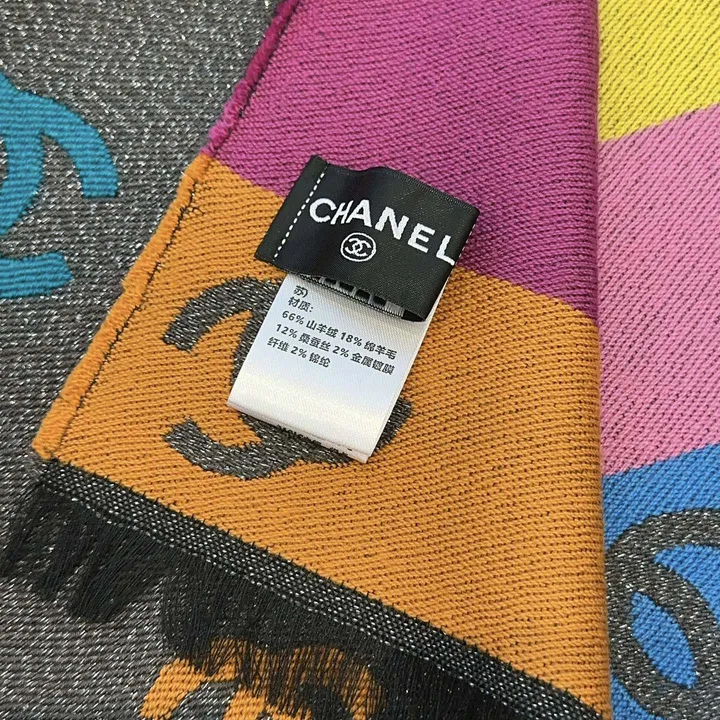 CHANEL
苏)
材质:
66% 山羊绒 18% 绵羊毛
12% 桑蚕丝 2% 金属镀膜
纤维 2% 锦纶